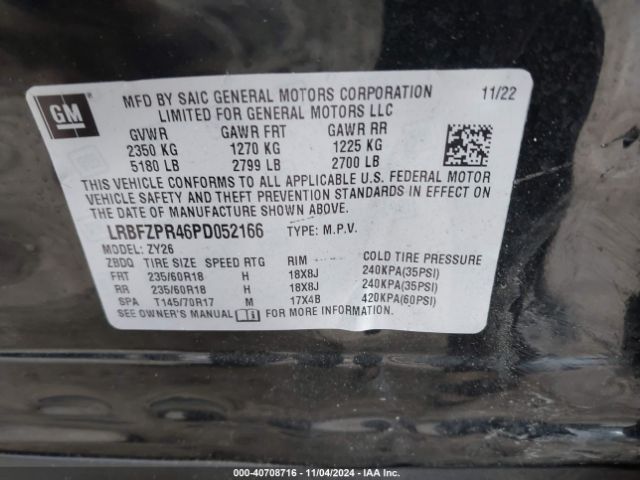 GM
MFD BY SAIC GENERAL MOTORS CORPORATION 11/22
LIMITED FOR GENERAL MOTORS LLC
GVWR GAWR FRT GAWR RR
2350 KG 1270 KG 1225 KG
5180 LB 2799 LB 2700 LB
THIS VEHICLE CONFORMS TO ALL APPLICABLE U.S. FEDERAL MOTOR
VEHICLE SAFETY AND THEFT PREVENTION STANDARDS IN EFFECT ON
THE DATE OF MANUFACTURE SHOWN ABOVE.
LRBFZPR46PD052166 TYPE: M.P.V.
MODEL: ZY26
ZBDQ TIRE SIZE SPEED RTG RIM COLD TIRE PRESSURE
FRT 235/60R18 H 18X8J 240KPA(35PSI)
RR 235/60R18 H 18X8J 240KPA(35PSI)
SPA T145/70R17 M 17X4B 420KPA(60PSI)
SEE OWNER'S MANUAL FOR MORE INFORMATION.
000-40708716 - 11/04/2024 - IAA Inc.